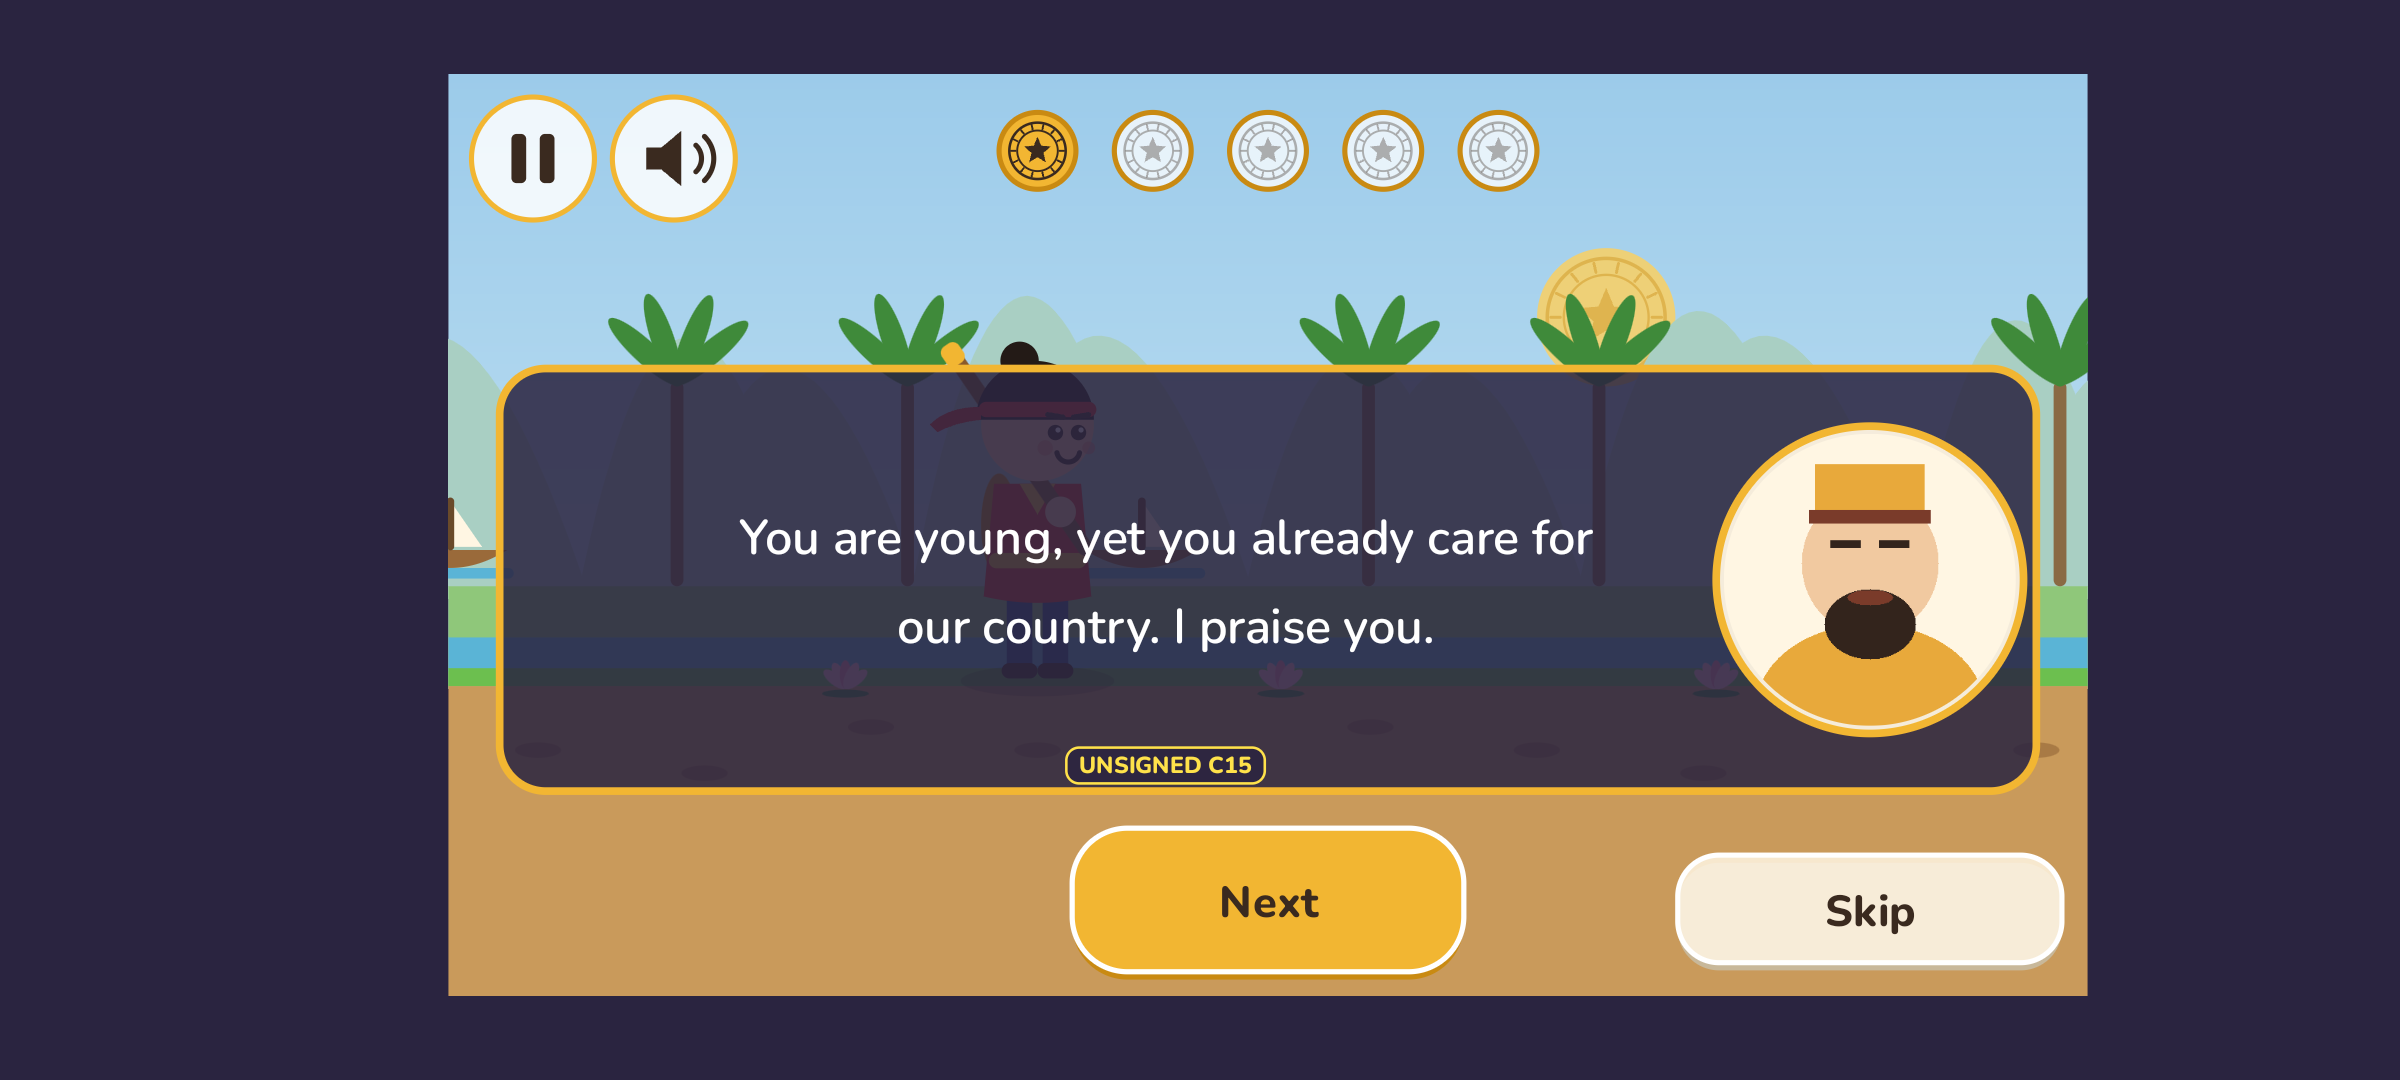 You are young, yet you already care for
our country. I praise you.
UNSIGNED C15
Next
Skip